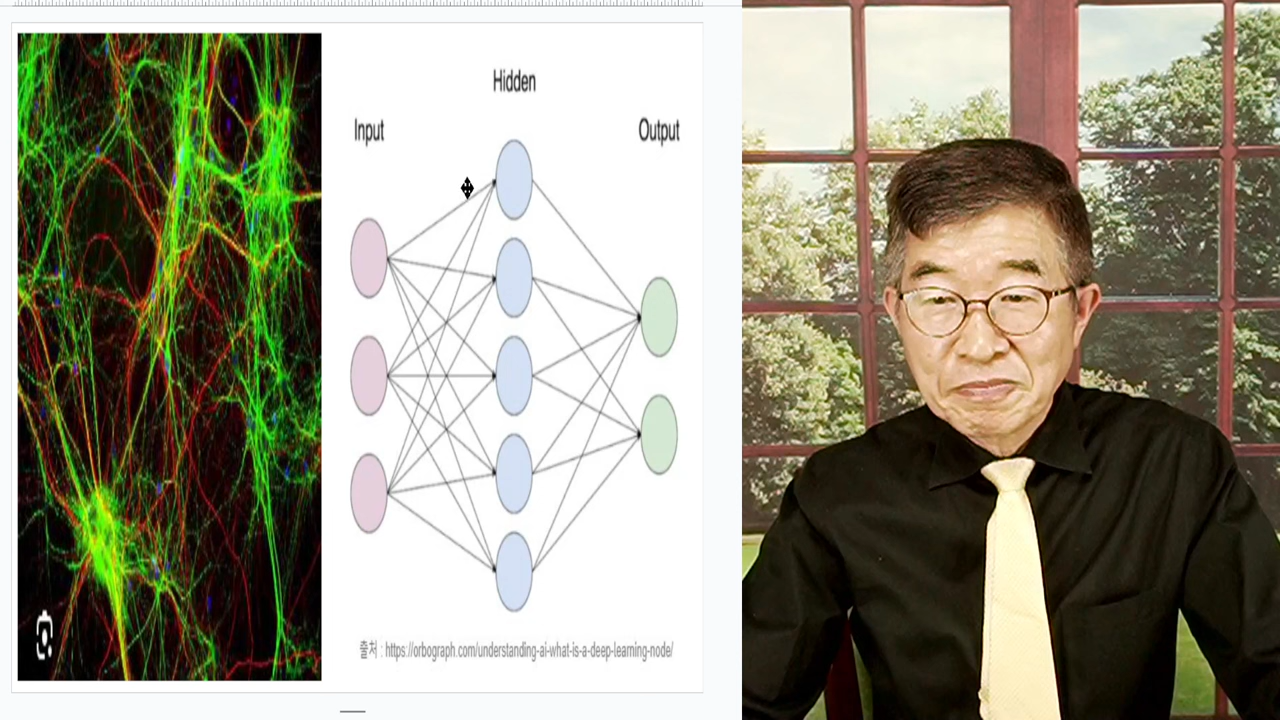 Hidden
Input
Output
출처 : https://orbograph.com/understanding-ai-what-is-a-deep-learning-node/